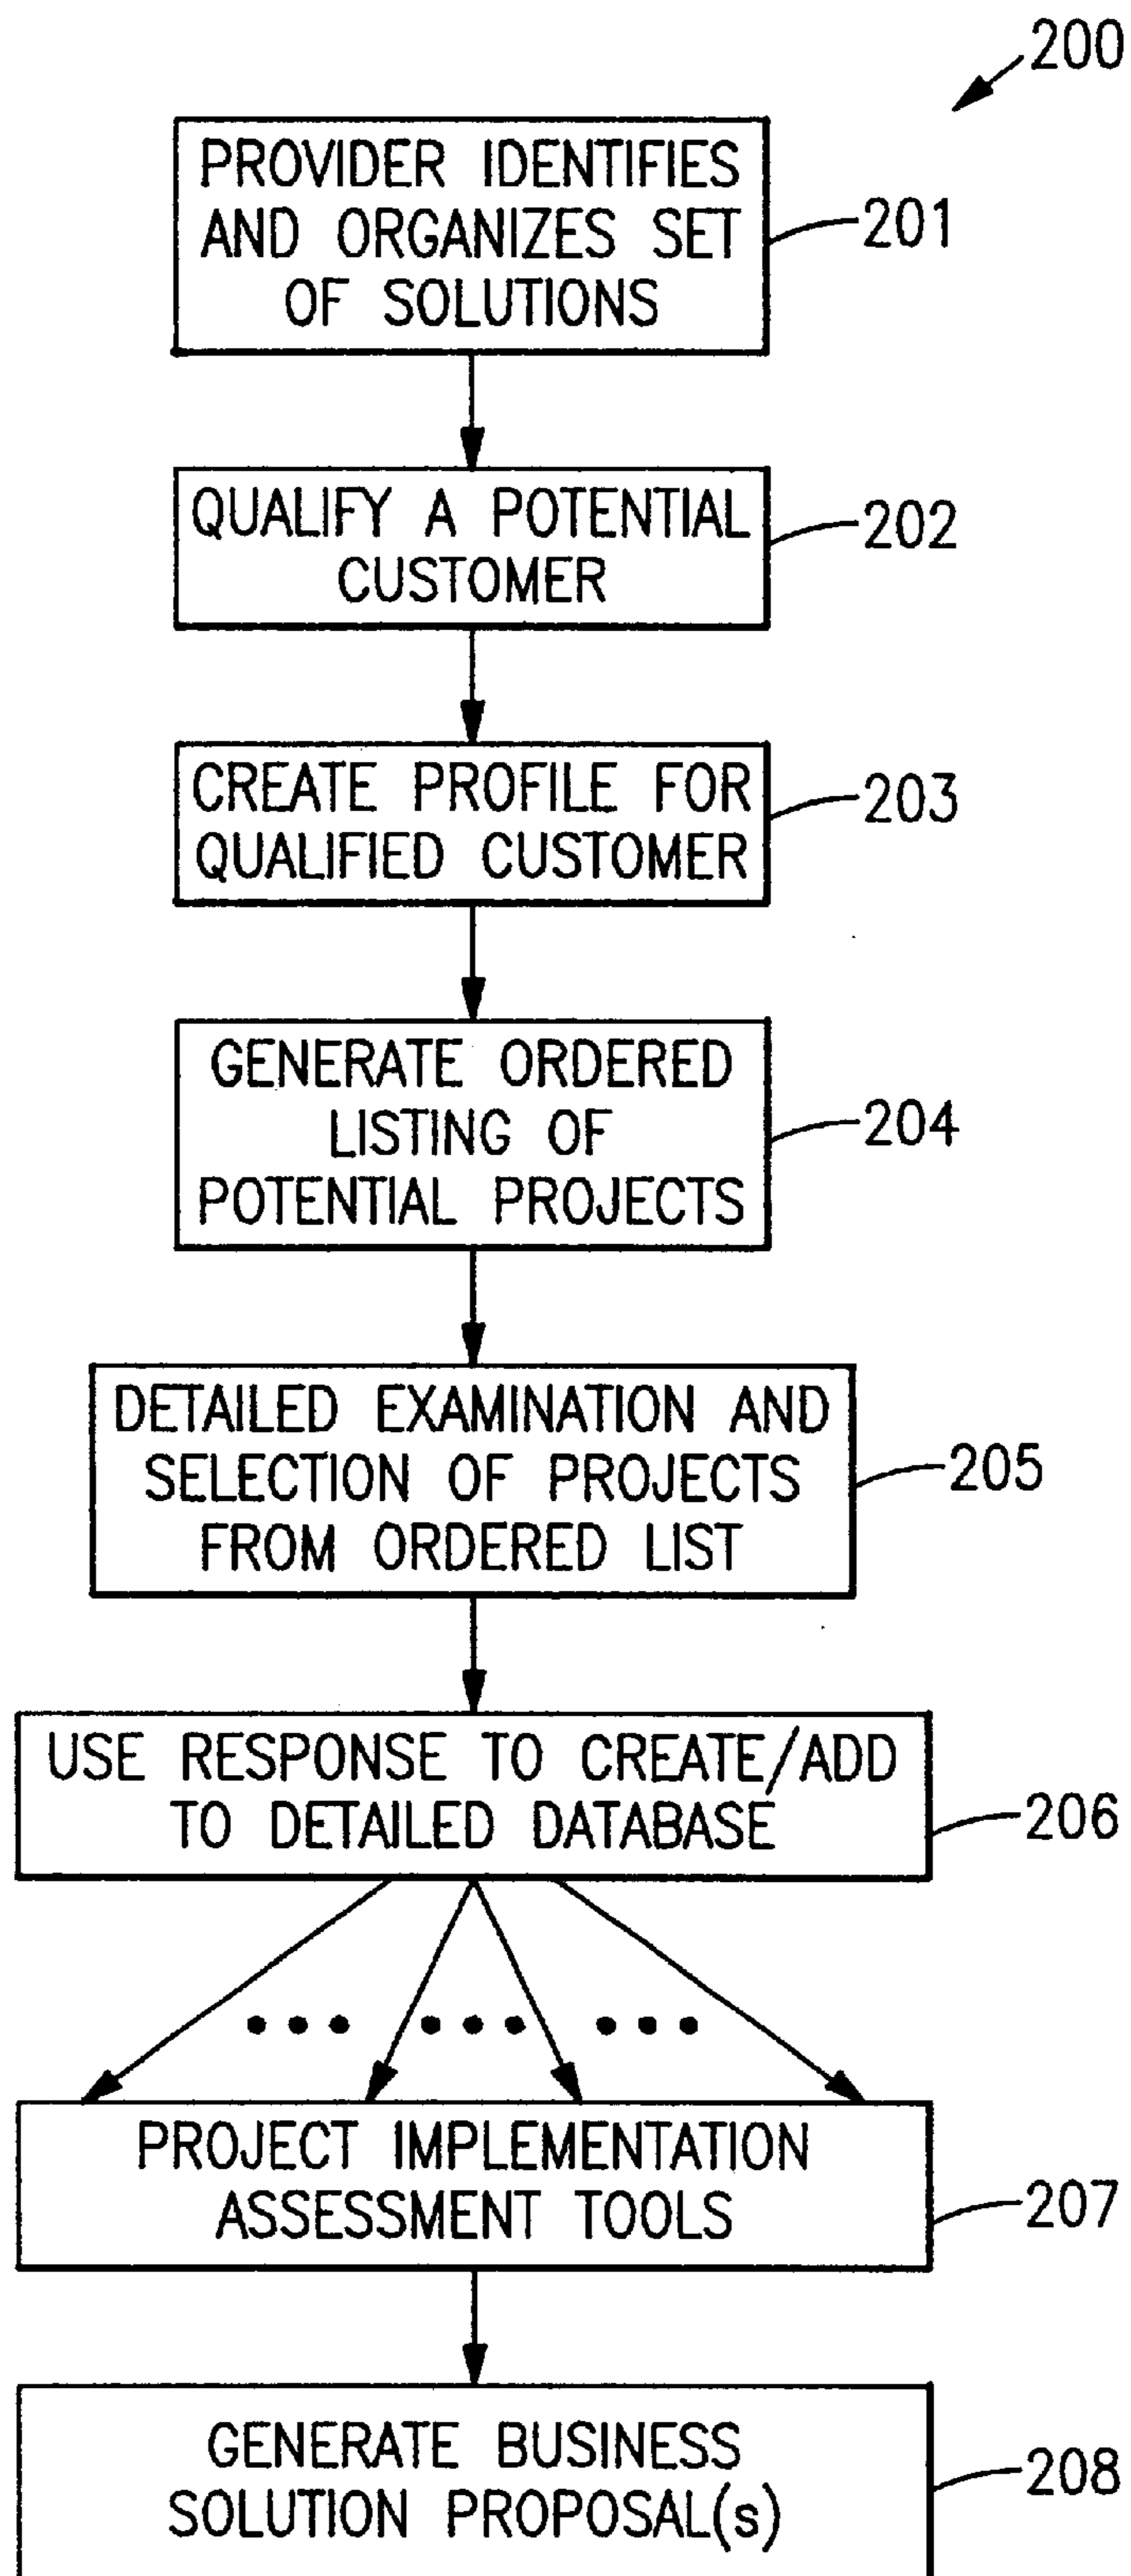 200
PROVIDER IDENTIFIES
AND ORGANIZES SET
OF SOLUTIONS
201
QUALIFY A POTENTIAL
CUSTOMER
202
CREATE PROFILE FOR
QUALIFIED CUSTOMER
203
GENERATE ORDERED
LISTING OF
POTENTIAL PROJECTS
204
DETAILED EXAMINATION AND
SELECTION OF PROJECTS
FROM ORDERED LIST
205
USE RESPONSE TO CREATE/ADD
TO DETAILED DATABASE
206
PROJECT IMPLEMENTATION
ASSESSMENT TOOLS
207
GENERATE BUSINESS
SOLUTION PROPOSAL(s)
208